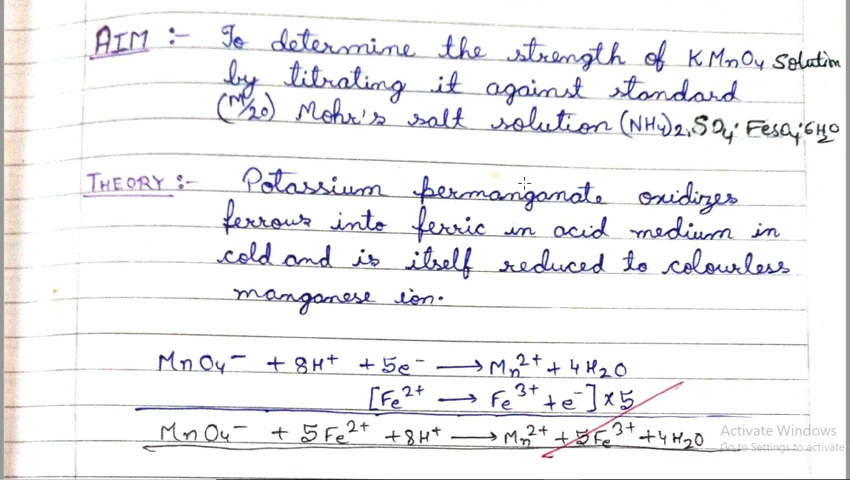 AIM :- To determine the strength of KMnO4 solution
by titrating it against standard
(M/20) Mohr's salt solution (NH4)2.SO4.FeSO4.6H2O
THEORY :- Potassium permanganate oxidizes
ferrous into ferric in acid medium in
cold and is itself reduced to colourless
manganese ion.
MnO4- + 8H+ + 5e- → Mn2+ + 4H2O
[Fe2+ → Fe3+ + e-] × 5
MnO4- + 5Fe2+ + 8H+ → Mn2+ + 5Fe3+ + 4H2O
Activate Windows
Go to Settings to activate